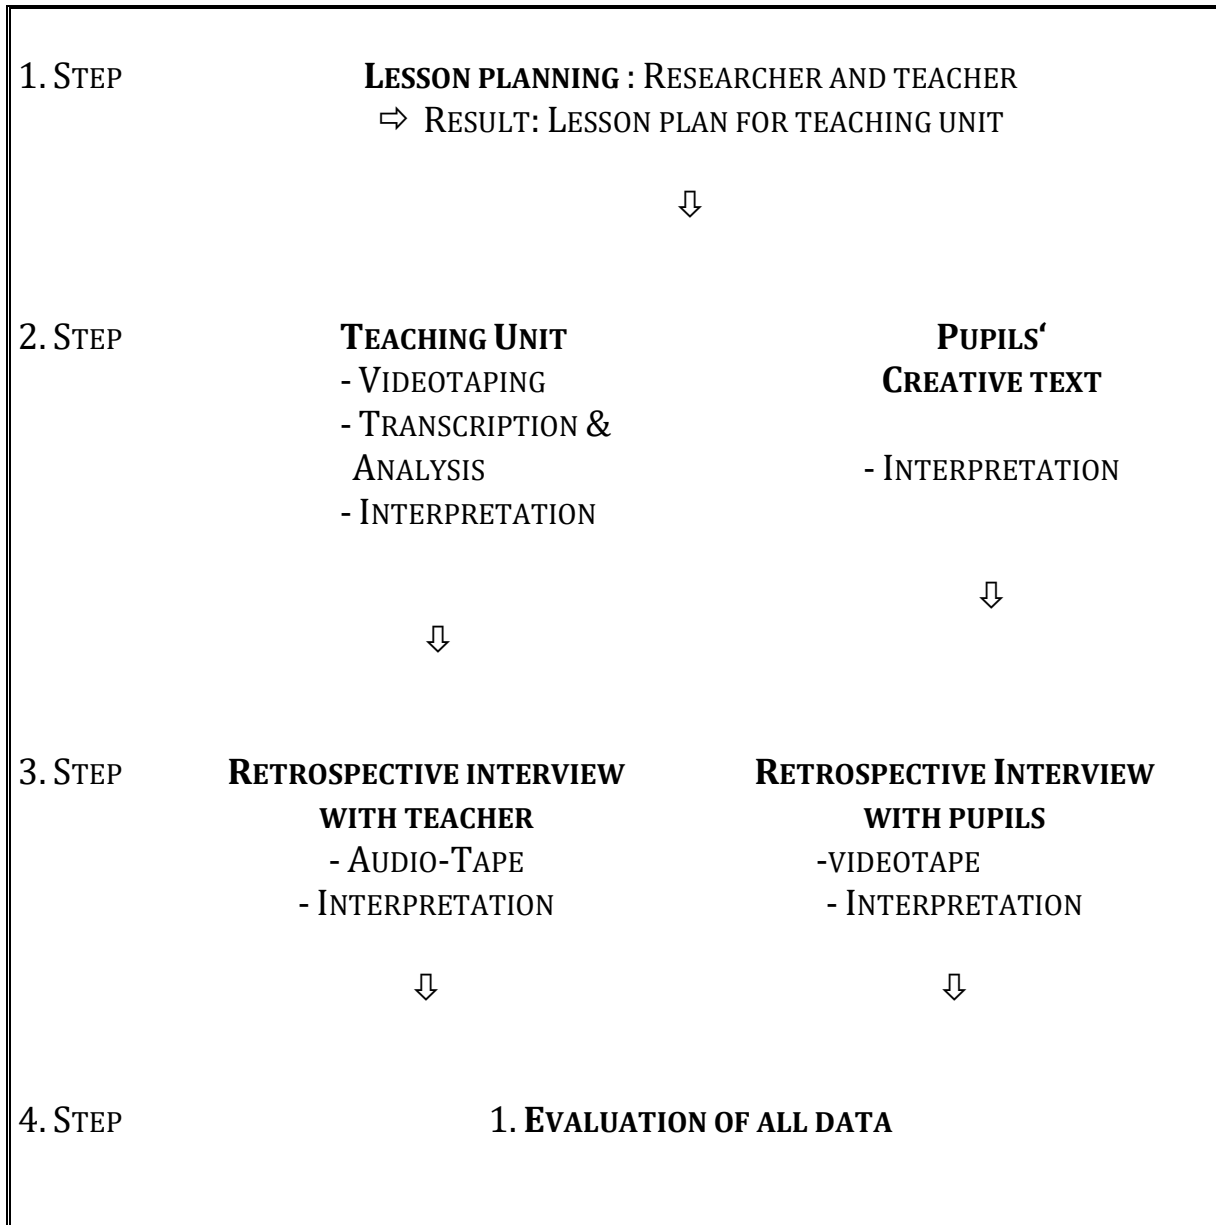 1. STEP LESSON PLANNING : RESEARCHER AND TEACHER
⇨ RESULT: LESSON PLAN FOR TEACHING UNIT
⇩
2. STEP TEACHING UNIT
- VIDEOTAPING
- TRANSCRIPTION &
ANALYSIS
- INTERPRETATION
⇩
PUPILS‘
CREATIVE TEXT
- INTERPRETATION
⇩
3. STEP RETROSPECTIVE INTERVIEW
WITH TEACHER
- AUDIO-TAPE
- INTERPRETATION
⇩
RETROSPECTIVE INTERVIEW
WITH PUPILS
-VIDEOTAPE
- INTERPRETATION
⇩
4. STEP 1. EVALUATION OF ALL DATA